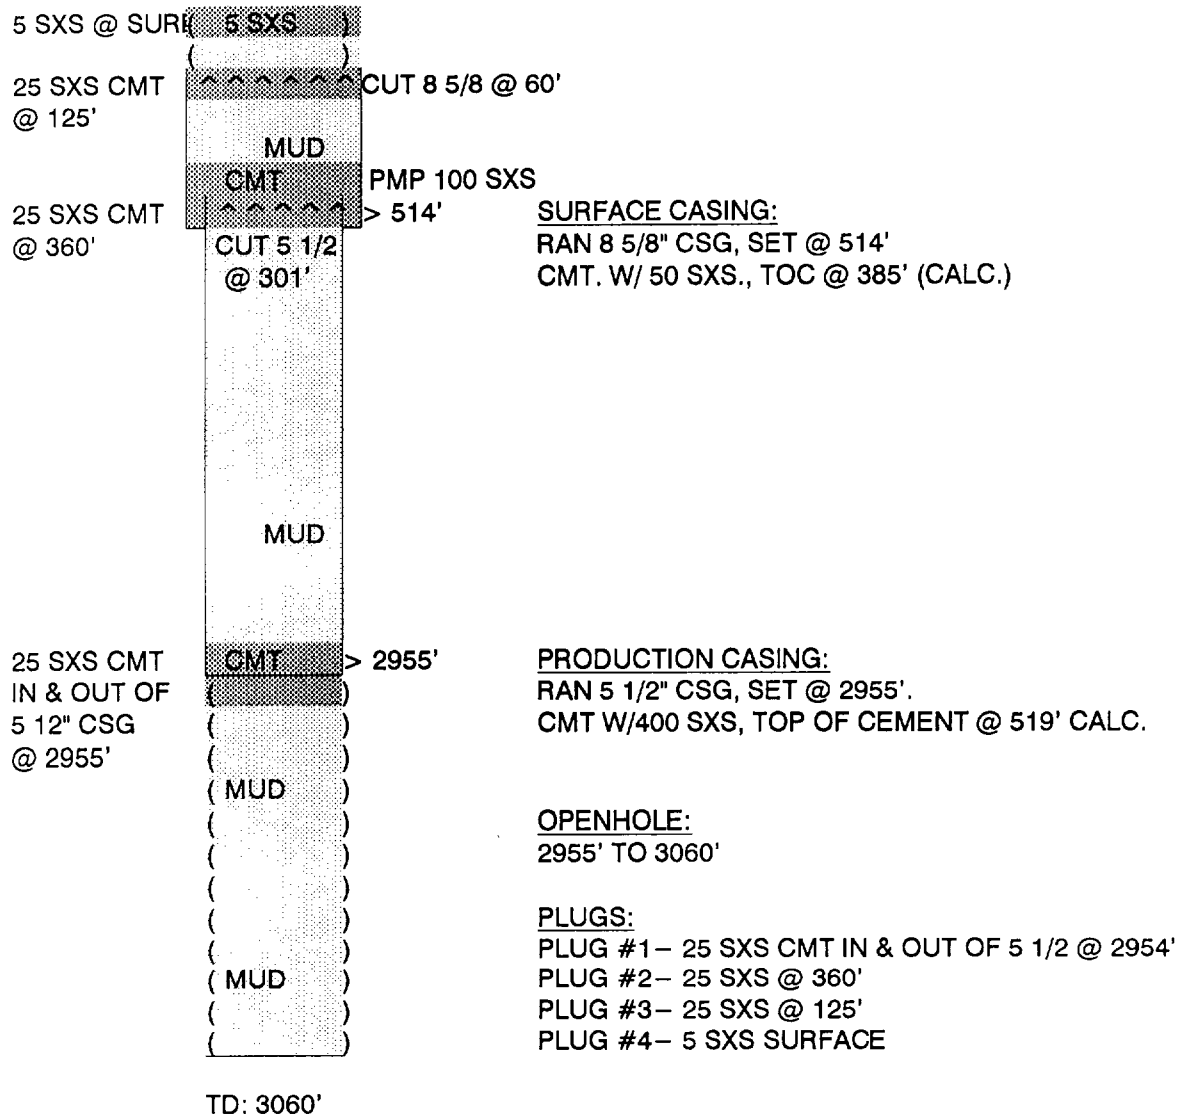 5 SXS @ SURF
5 SXS
25 SXS CMT
@ 125'
^ ^ ^ ^ ^ ^ CUT 8 5/8 @ 60'
MUD
CMT
PMP 100 SXS
25 SXS CMT
@ 360'
^ ^ ^ ^ ^ > 514'
CUT 5 1/2
@ 301'
SURFACE CASING:
RAN 8 5/8" CSG, SET @ 514'
CMT. W/ 50 SXS., TOC @ 385' (CALC.)
MUD
25 SXS CMT
IN & OUT OF
5 12" CSG
@ 2955'
CMT
> 2955'
PRODUCTION CASING:
RAN 5 1/2" CSG, SET @ 2955'.
CMT W/400 SXS, TOP OF CEMENT @ 519' CALC.
MUD
OPENHOLE:
2955' TO 3060'
MUD
PLUGS:
PLUG #1– 25 SXS CMT IN & OUT OF 5 1/2 @ 2954'
PLUG #2– 25 SXS @ 360'
PLUG #3– 25 SXS @ 125'
PLUG #4– 5 SXS SURFACE
TD: 3060'